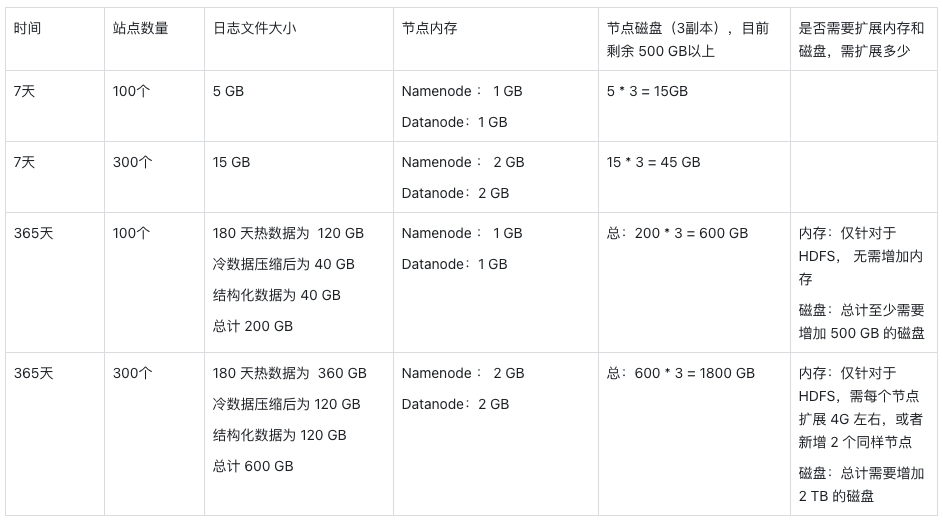 时间
站点数量
日志文件大小
节点内存
节点磁盘（3副本），目前
剩余 500 GB以上
是否需要扩展内存和
磁盘，需扩展多少
7天
100个
5 GB
Namenode ： 1 GB
Datanode：1 GB
5 * 3 = 15GB
7天
300个
15 GB
Namenode ： 2 GB
Datanode：2 GB
15 * 3 = 45 GB
365天
100个
180 天热数据为 120 GB
冷数据压缩后为 40 GB
结构化数据为 40 GB
总计 200 GB
Namenode ： 1 GB
Datanode：1 GB
总：200 * 3 = 600 GB
内存：仅针对于
HDFS， 无需增加内
存
磁盘：总计至少需要
增加 500 GB 的磁盘
365天
300个
180 天热数据为 360 GB
冷数据压缩后为 120 GB
结构化数据为 120 GB
总计 600 GB
Namenode ： 2 GB
Datanode：2 GB
总：600 * 3 = 1800 GB
内存：仅针对于
HDFS，需每个节点
扩展 4G 左右，或者
新增 2 个同样节点
磁盘：总计需要增加
2 TB 的磁盘